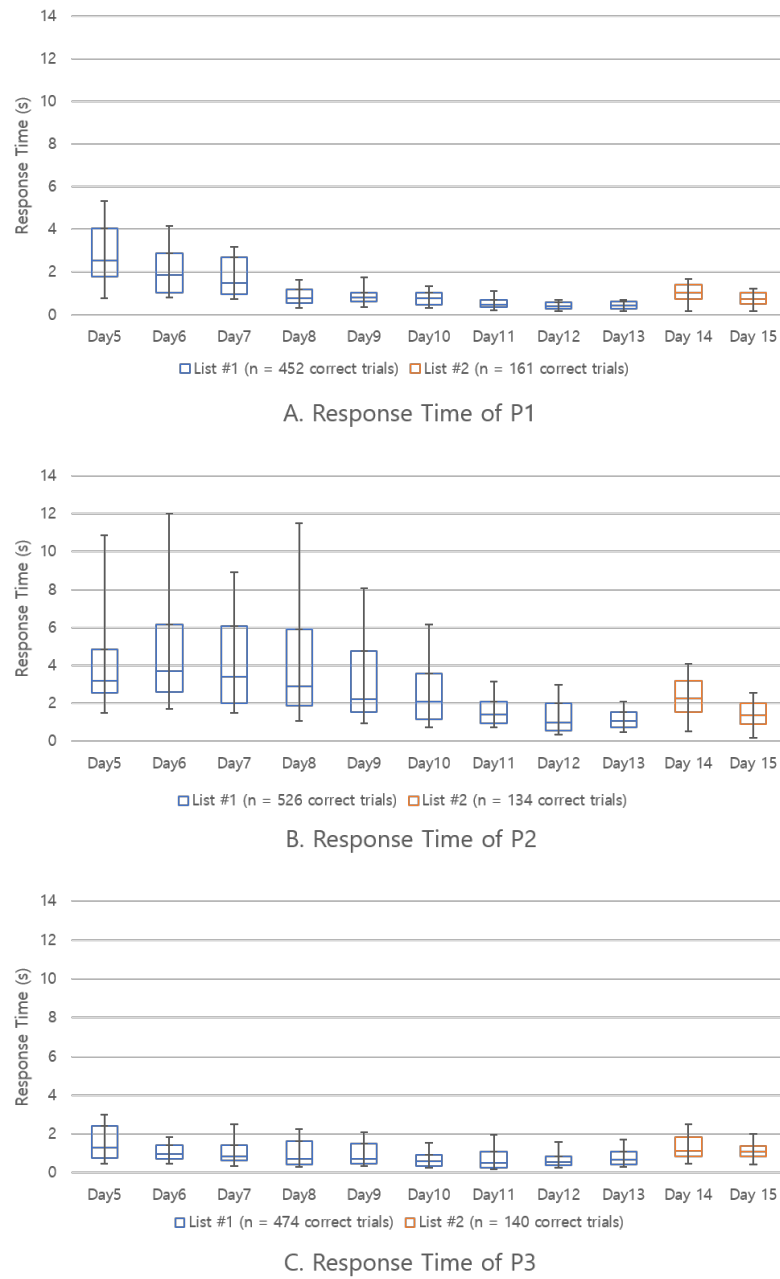 14
12
10
8
6
4
2
0
Response Time (s)
Day5 Day6 Day7 Day8 Day9 Day10 Day11 Day12 Day13 Day 14 Day 15
List #1 (n = 452 correct trials) List #2 (n = 161 correct trials)
A. Response Time of P1
14
12
10
8
6
4
2
0
Response Time (s)
Day5 Day6 Day7 Day8 Day9 Day10 Day11 Day12 Day13 Day 14 Day 15
List #1 (n = 526 correct trials) List #2 (n = 134 correct trials)
B. Response Time of P2
14
12
10
8
6
4
2
0
Response Time (s)
Day5 Day6 Day7 Day8 Day9 Day10 Day11 Day12 Day13 Day 14 Day 15
List #1 (n = 474 correct trials) List #2 (n = 140 correct trials)
C. Response Time of P3